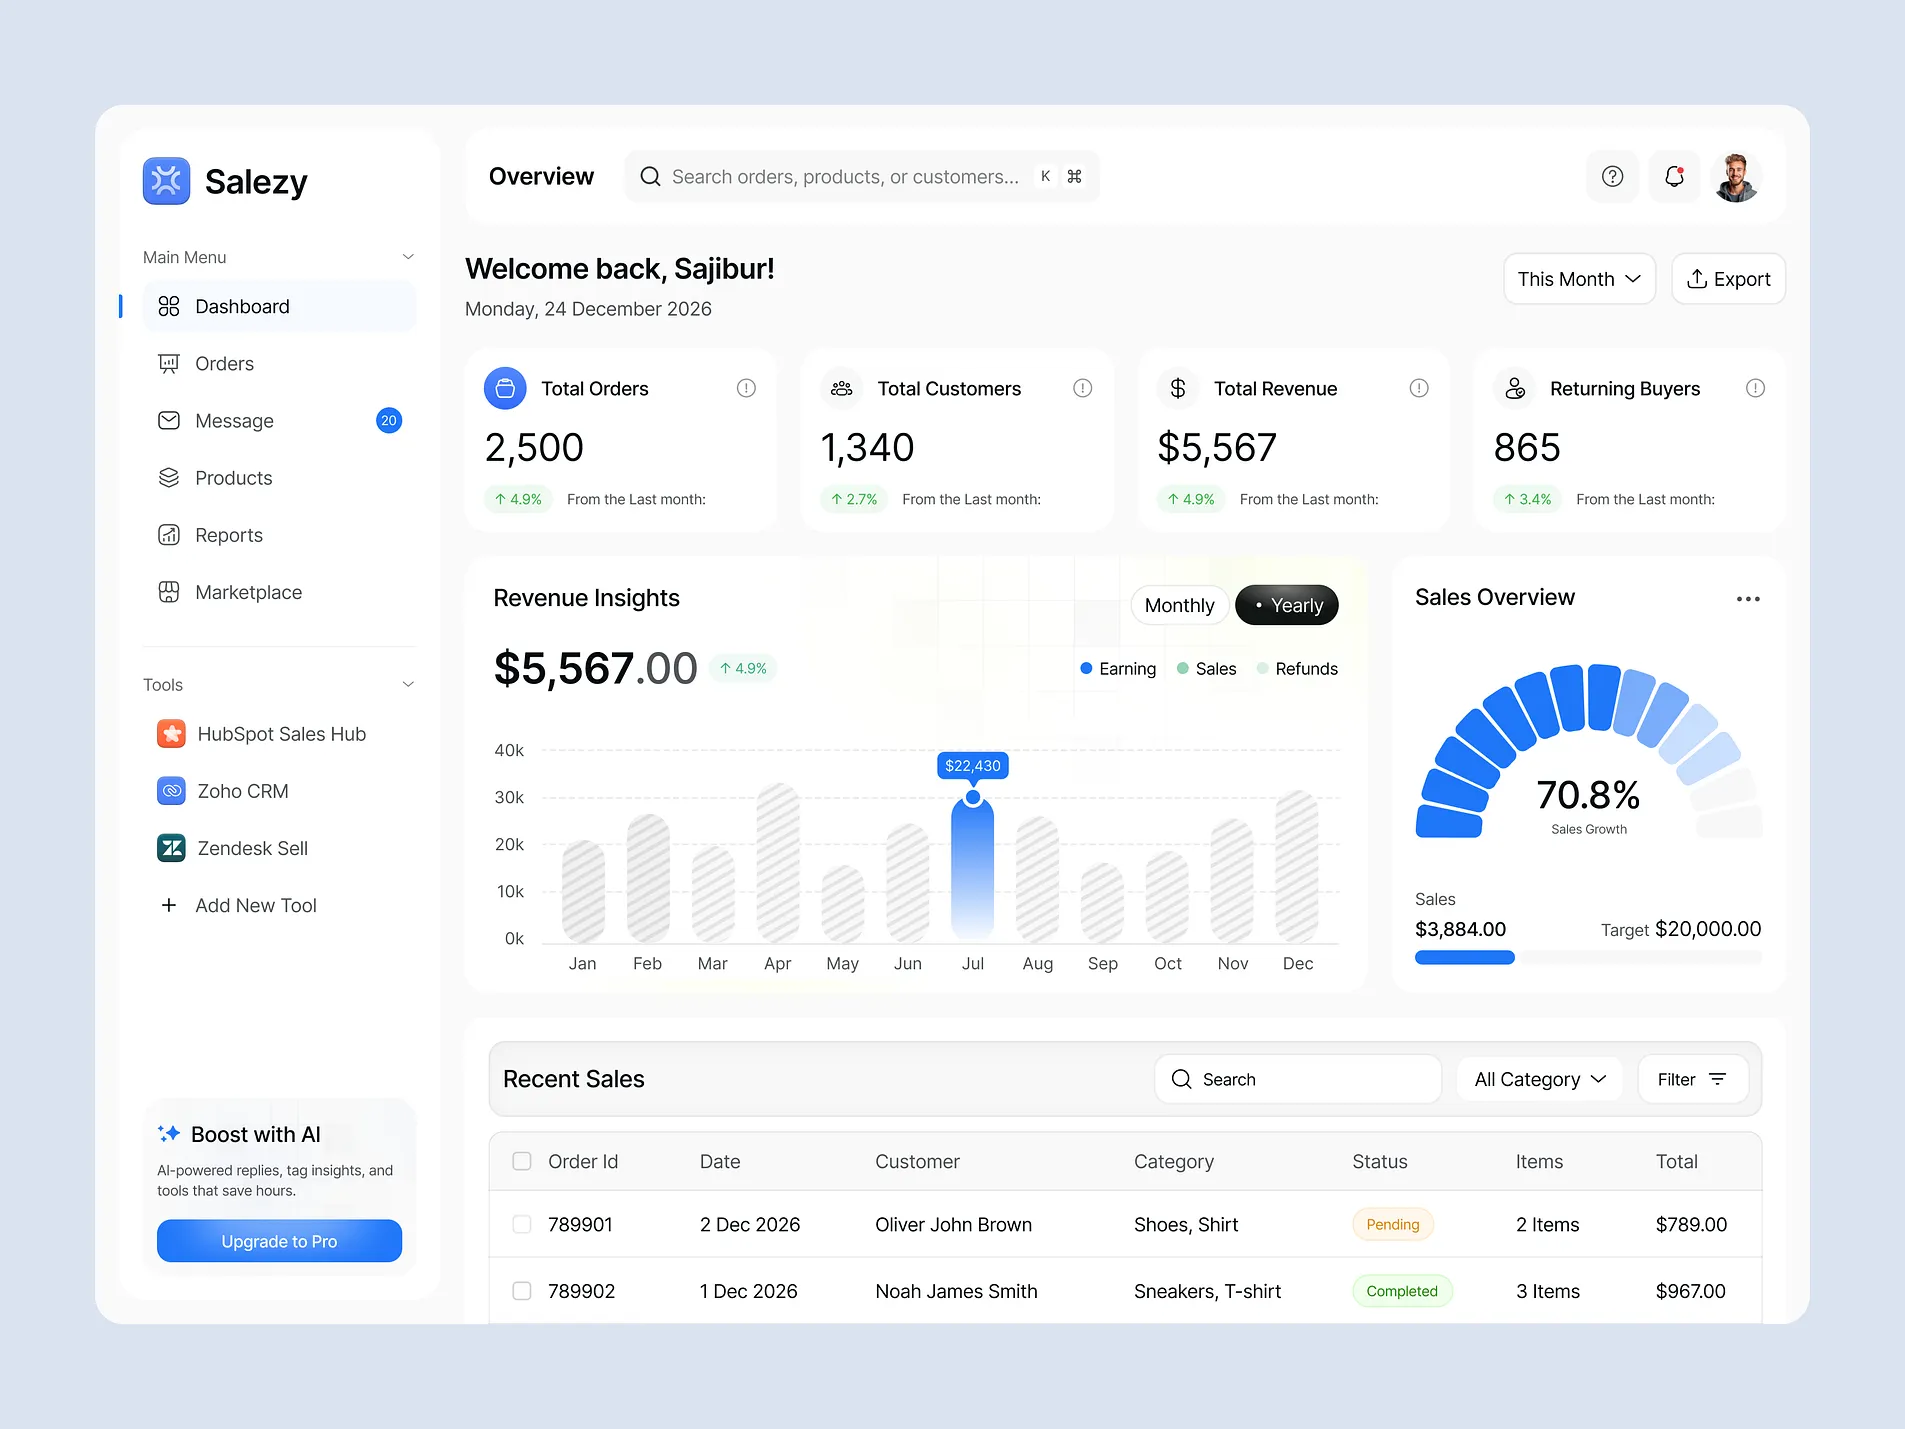 Salezy
Main Menu
Dashboard
Orders
Message 20
Products
Reports
Marketplace
Tools
HubSpot Sales Hub
Zoho CRM
Zendesk Sell
Add New Tool
Boost with AI
AI-powered replies, tag insights, and
tools that save hours.
Upgrade to Pro
Overview
Search orders, products, or customers... K ⌘
Welcome back, Sajibur!
Monday, 24 December 2026
This Month
Export
Total Orders
2,500
↑ 4.9% From the Last month:
Total Customers
1,340
↑ 2.7% From the Last month:
Total Revenue
$5,567
↑ 4.9% From the Last month:
Returning Buyers
865
↑ 3.4% From the Last month:
Revenue Insights
Monthly • Yearly
$5,567.00 ↑ 4.9%
Earning Sales Refunds
40k
30k
20k
10k
0k
$22,430
Jan Feb Mar Apr May Jun Jul Aug Sep Oct Nov Dec
Sales Overview
70.8%
Sales Growth
Sales
$3,884.00 Target $20,000.00
Recent Sales
Search
All Category
Filter
Order Id Date Customer Category Status Items Total
789901 2 Dec 2026 Oliver John Brown Shoes, Shirt Pending 2 Items $789.00
789902 1 Dec 2026 Noah James Smith Sneakers, T-shirt Completed 3 Items $967.00